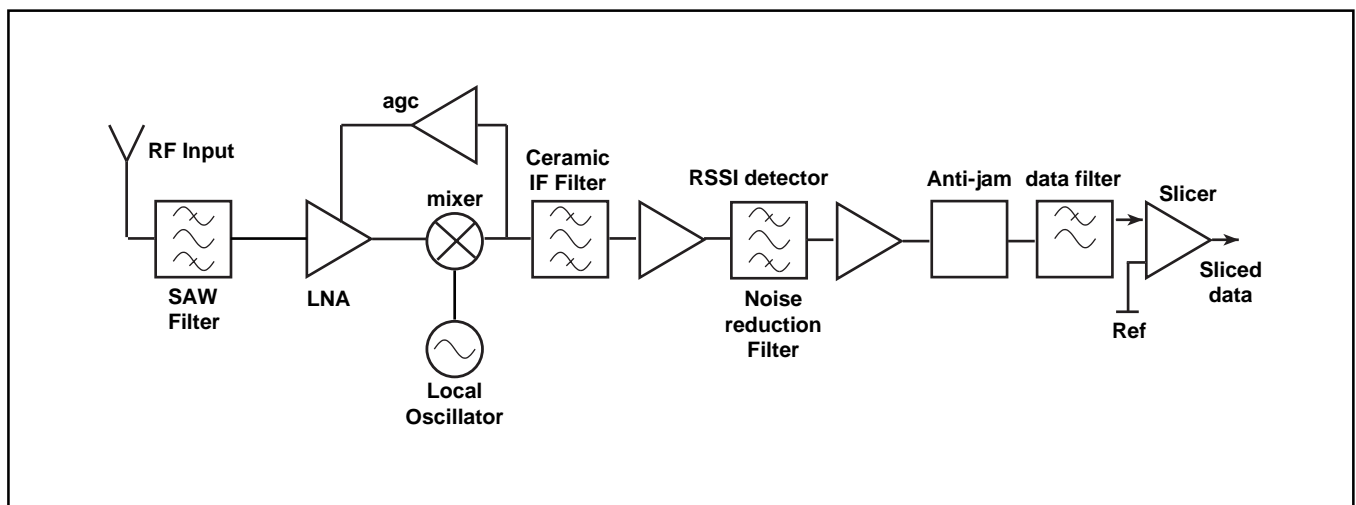 agc
RF Input
Ceramic
IF Filter
RSSI detector
Anti-jam
data filter
Slicer
mixer
SAW
Filter
LNA
Noise
reduction
Filter
Sliced
data
Ref
Local
Oscillator